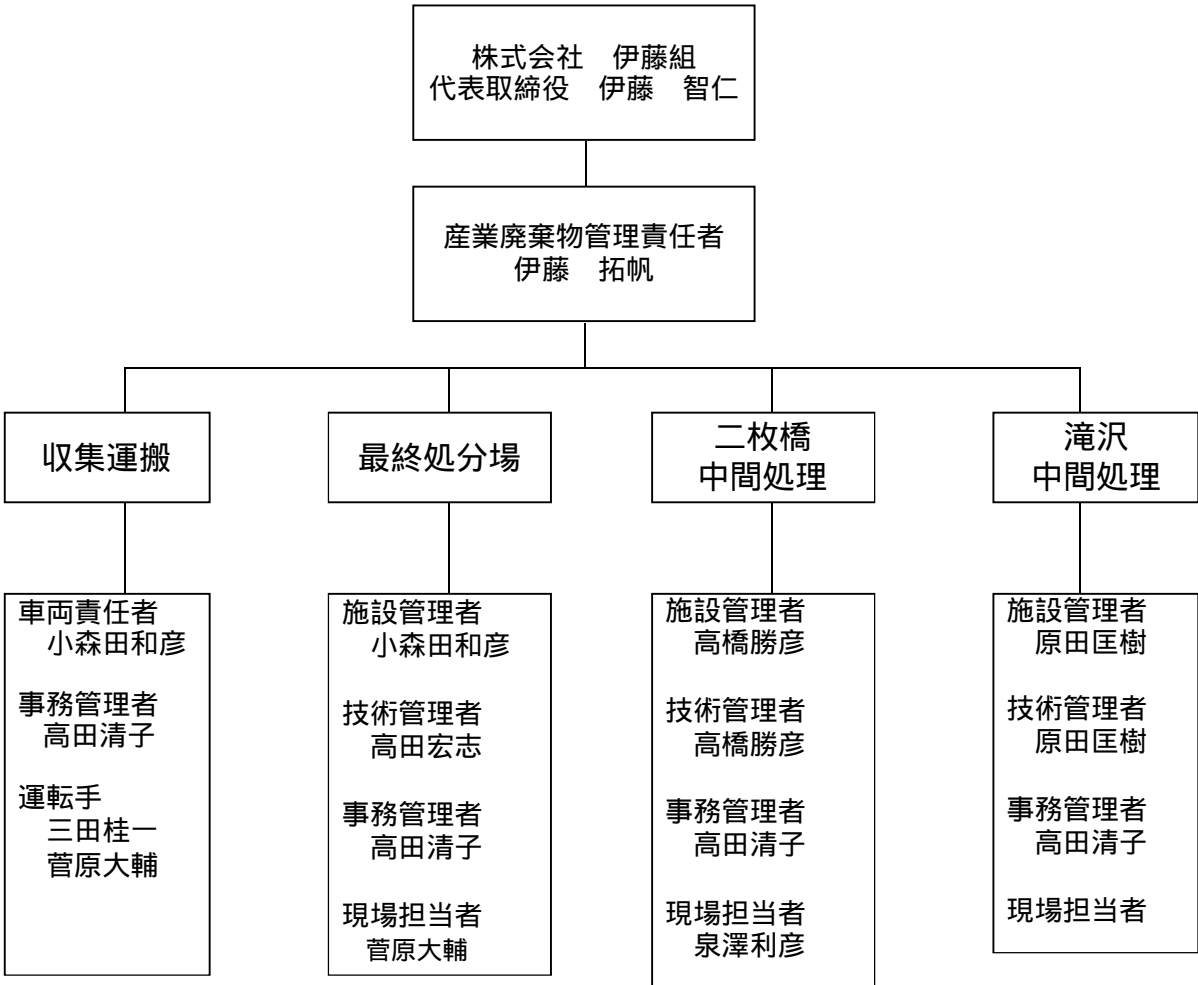 株式会社　伊藤組
代表取締役　伊藤　智仁
産業廃棄物管理責任者
伊藤　拓帆
収集運搬
最終処分場
二枚橋
中間処理
滝沢
中間処理
車両責任者
小森田和彦
事務管理者
高田清子
運転手
三田桂一
菅原大輔
施設管理者
小森田和彦
技術管理者
高田宏志
事務管理者
高田清子
現場担当者
菅原大輔
施設管理者
高橋勝彦
技術管理者
高橋勝彦
事務管理者
高田清子
現場担当者
泉澤利彦
施設管理者
原田匡樹
技術管理者
原田匡樹
事務管理者
高田清子
現場担当者